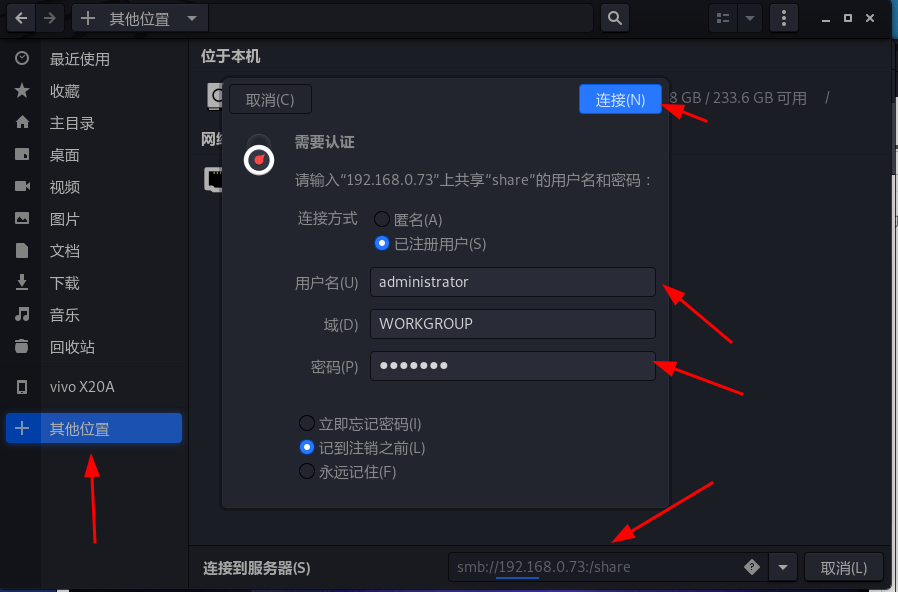 其他位置
最近使用
位于本机
收藏
取消(C)
连接(N)
8 GB / 233.6 GB 可用
/
主目录
需要认证
桌面
请输入“192.168.0.73”上共享“share”的用户名和密码：
视频
图片
连接方式
匿名(A)
已注册用户(S)
文档
下载
用户名(U)
administrator
音乐
域(D)
WORKGROUP
回收站
密码(P)
●●●●●●●
vivo X20A
其他位置
立即忘记密码(I)
记到注销之前(L)
永远记住(F)
连接到服务器(S)
smb://192.168.0.73:/share
取消(L)